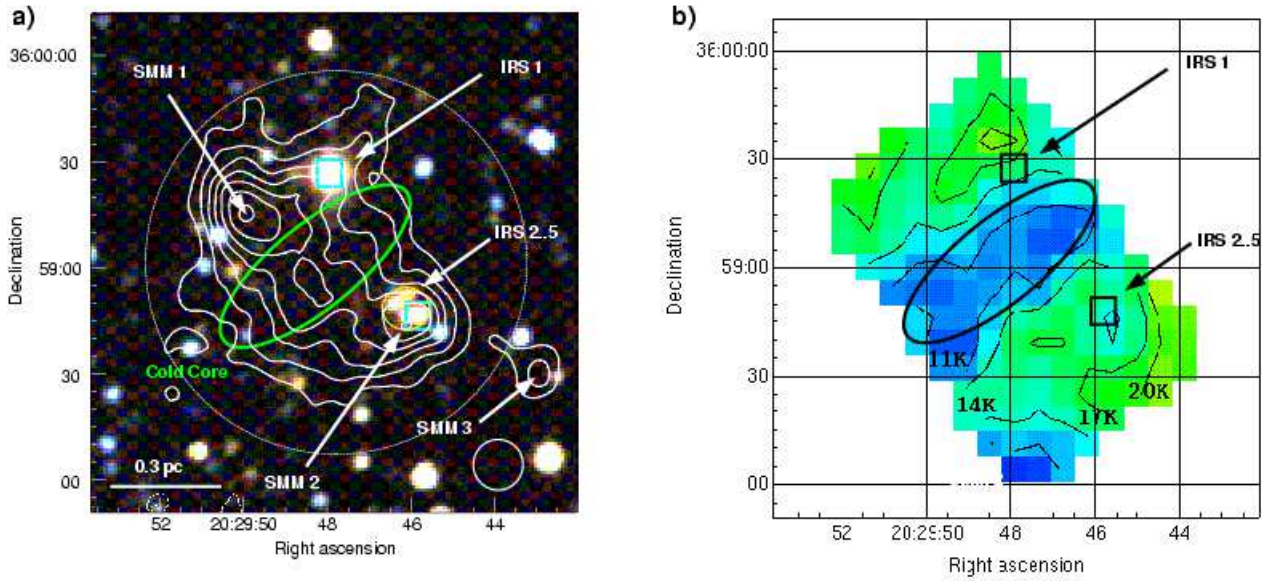 a)
36:00:00
30
59:00
30
00
Declination
SMM 1
IRS 1
IRS 2..5
Cold Core
SMM 3
SMM 2
0.3 pc
52
20:29:50
48
46
44
Right ascension
b)
36:00:00
30
59:00
30
00
Declination
IRS 1
IRS 2..5
11K
14K
17K
20K
52
20:29:50
48
46
44
Right ascension